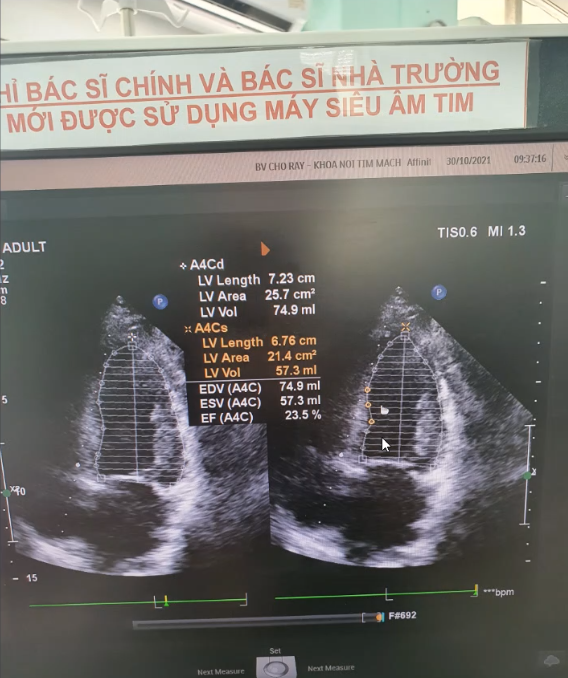 HỈ BÁC SĨ CHÍNH VÀ BÁC SĨ NHÀ TRƯỜNG
MỚI ĐƯỢC SỬ DỤNG MÁY SIÊU ÂM TIM
BV CHO RAY - KHOA NOI TIM MACH Affinit 30/10/2021 09:37:16
ADULT
TIS0.6 MI 1.3
A4Cd
LV Length 7.23 cm
LV Area 25.7 cm²
LV Vol 74.9 ml
A4Cs
LV Length 6.76 cm
LV Area 21.4 cm²
LV Vol 57.3 ml
EDV (A4C) 74.9 ml
ESV (A4C) 57.3 ml
EF (A4C) 23.5 %
2
Z
m
8
P
P
5
10
15
***bpm
F#692
Set
Next Measure
Next Measure